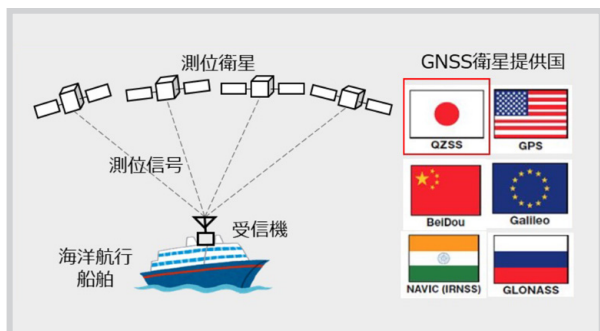 測位衛星
測位信号
受信機
海洋航行
船舶
GNSS衛星提供国
QZSS
GPS
BeiDou
Galileo
NAVIC (IRNSS)
GLONASS